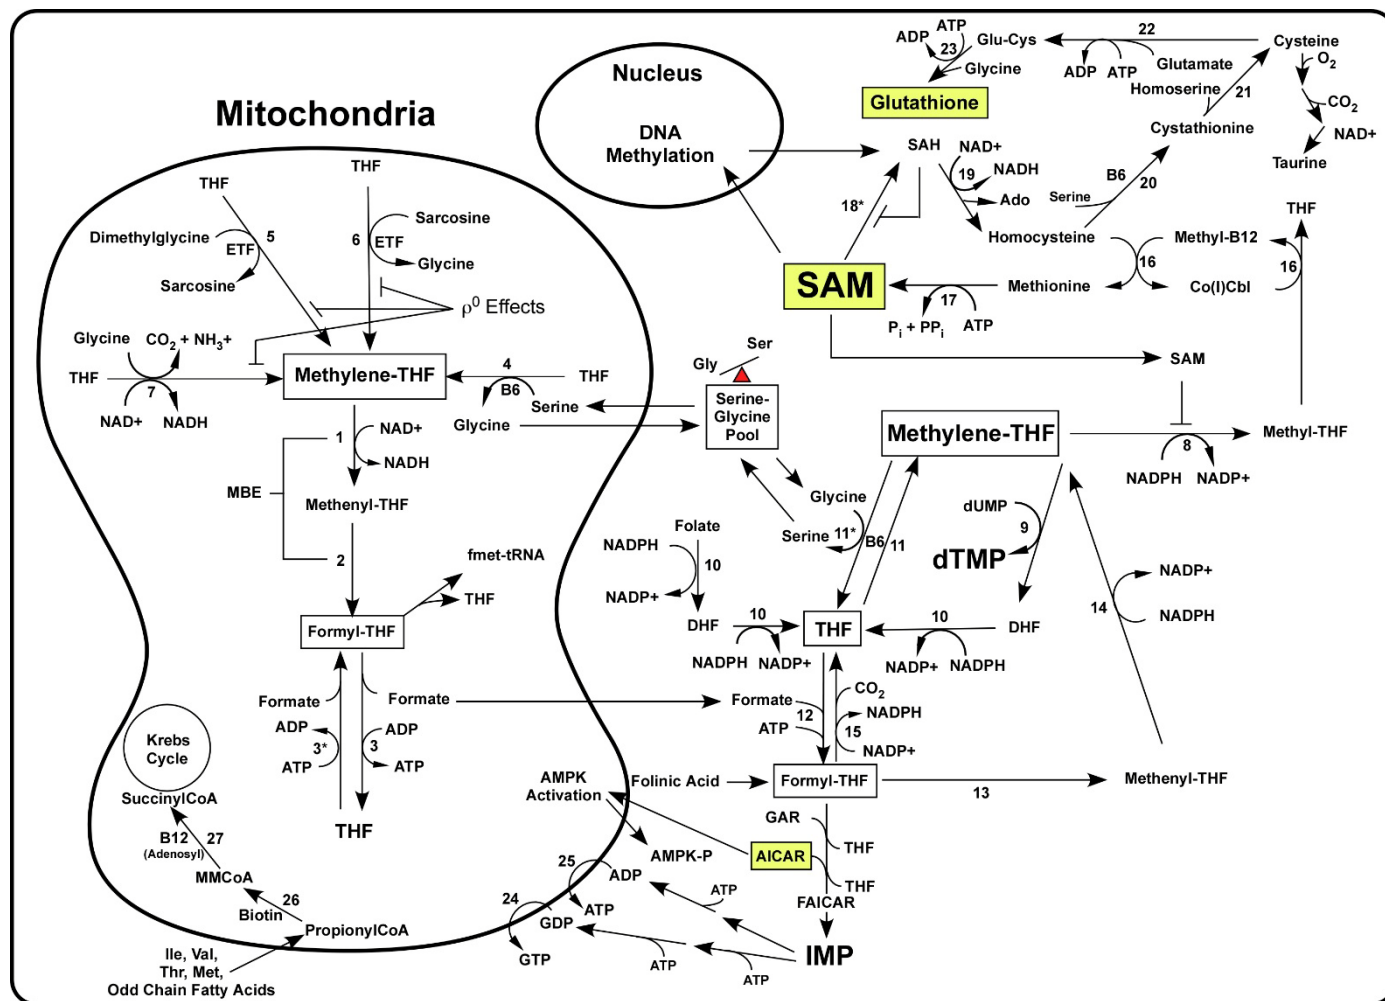 Mitochondria
THF
Dimethylglycine
5
ETF
Sarcosine
THF
6
Sarcosine
ETF
Glycine
ρ⁰ Effects
Glycine
CO₂ + NH₃+
THF
7
NAD+
NADH
Methylene-THF
4
B6
THF
Serine
Glycine
1
NAD+
NADH
MBE
Methenyl-THF
2
fmet-tRNA
THF
Formyl-THF
Formate
ADP
3*
ATP
Formate
ADP
3
ATP
THF
Krebs
Cycle
SuccinylCoA
B12
(Adenosyl)
27
MMCoA
26
Biotin
PropionylCoA
Ile, Val,
Thr, Met,
Odd Chain Fatty Acids
Nucleus
DNA
Methylation
ADP
ATP
23
Glu-Cys
Glycine
Glutathione
22
ADP
ATP
Glutamate
Cysteine
O₂
CO₂
NAD+
Taurine
Homoserine
21
Cystathionine
B6
20
Serine
SAH
NAD+
19
NADH
Ado
18*
Homocysteine
Methyl-B12
16
Co(I)Cbl
16
THF
SAM
17
Methionine
Pi + PPi
ATP
SAM
Gly
Ser
Serine-
Glycine
Pool
Methylene-THF
8
NADPH
NADP+
Methyl-THF
Glycine
Serine
11*
B6
11
dUMP
9
dTMP
Folate
NADPH
10
NADP+
DHF
10
NADPH
NADP+
THF
10
NADP+
NADPH
DHF
14
NADP+
NADPH
Formate
12
ATP
CO₂
NADPH
15
NADP+
Folinic Acid
Formyl-THF
13
Methenyl-THF
AMPK
Activation
GAR
THF
AICAR
AMPK-P
THF
FAICAR
25
ADP
ATP
ATP
24
GDP
GTP
ATP
ATP
IMP